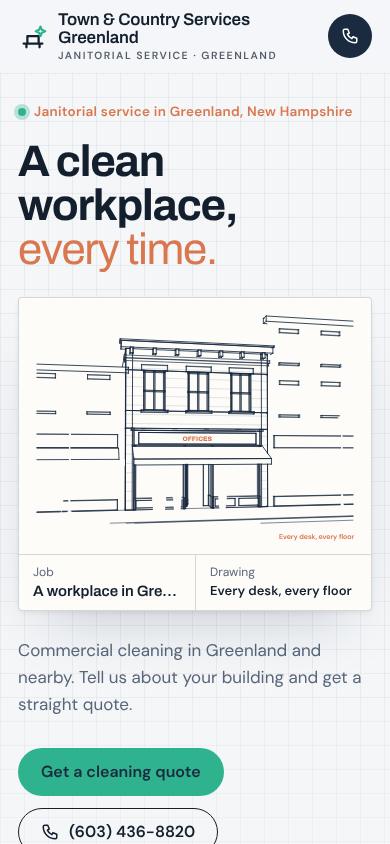 Town & Country Services
Greenland
JANITORIAL SERVICE · GREENLAND
Janitorial service in Greenland, New Hampshire
A clean
workplace,
every time.
OFFICES
Every desk, every floor
Job
A workplace in Gre...
Drawing
Every desk, every floor
Commercial cleaning in Greenland and
nearby. Tell us about your building and get a
straight quote.
Get a cleaning quote
(603) 436-8820